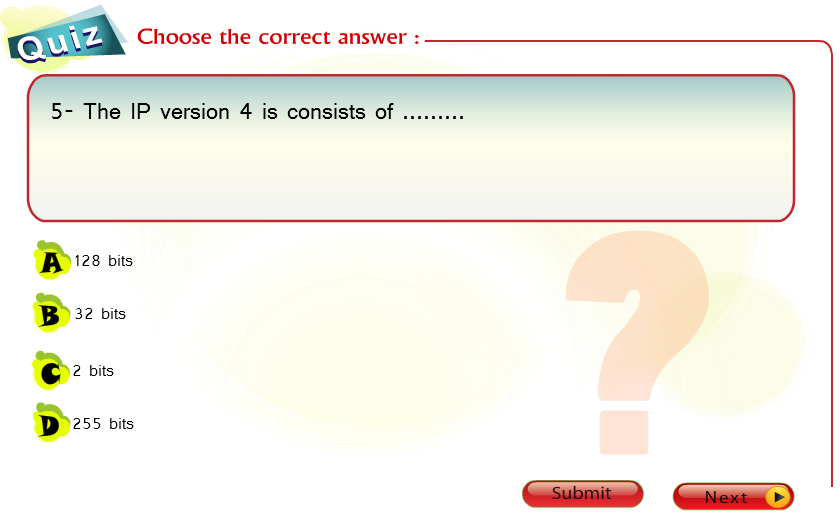 Quiz
Choose the correct answer :
5- The IP version 4 is consists of .........
A 128 bits
B 32 bits
C 2 bits
D 255 bits
?
Submit
Next